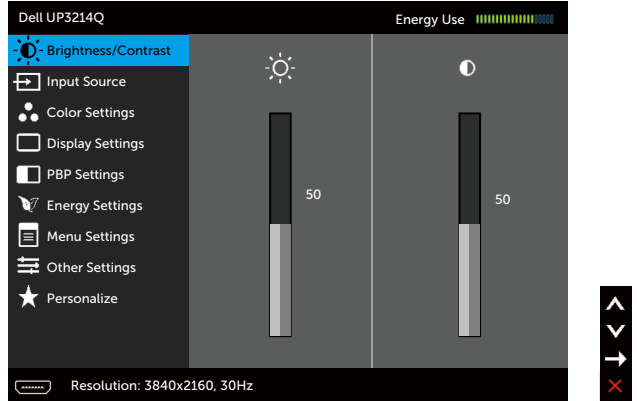 Dell UP3214Q
Energy Use
Brightness/Contrast
Input Source
Color Settings
Display Settings
PBP Settings
Energy Settings
Menu Settings
Other Settings
Personalize
50
50
Resolution: 3840x2160, 30Hz